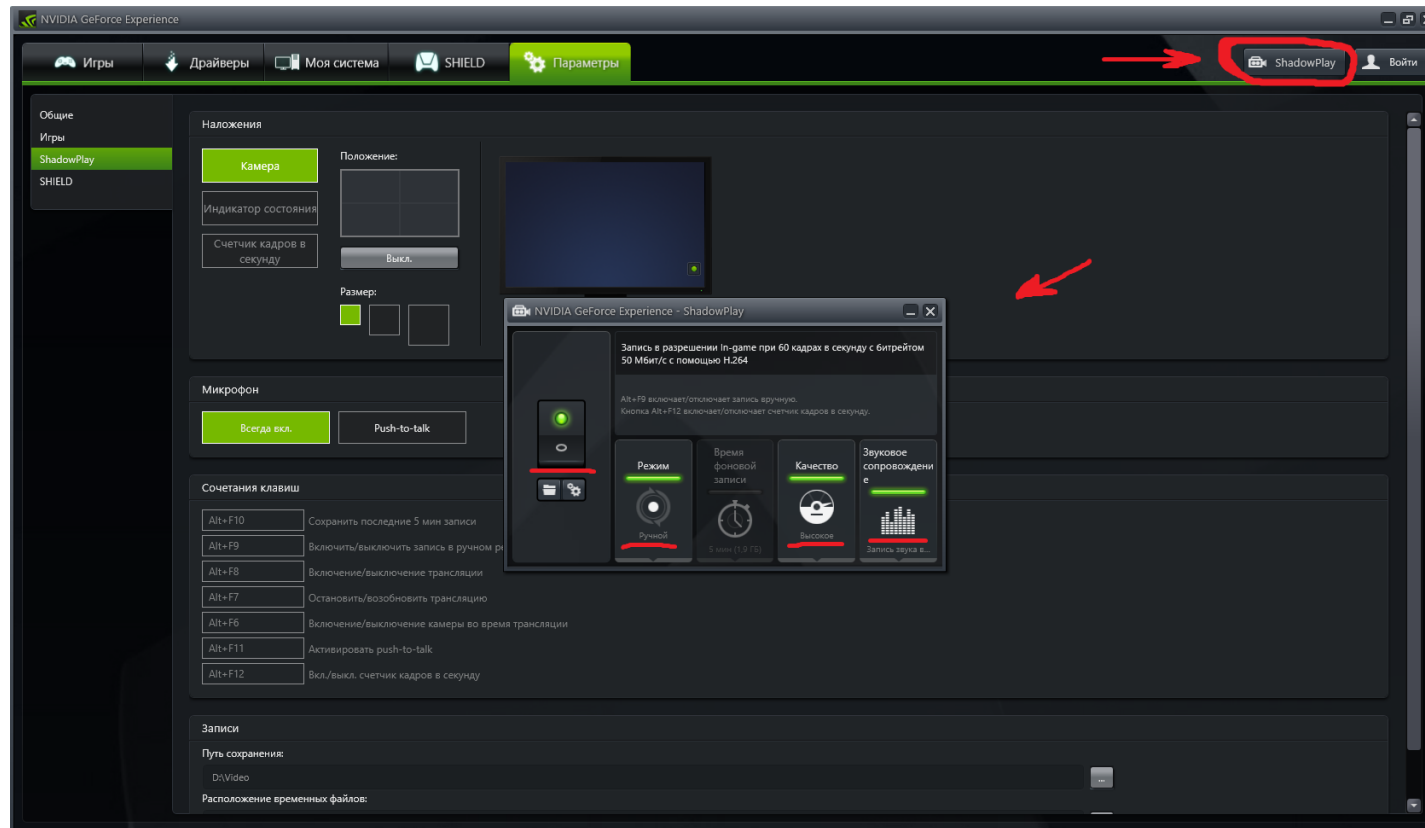 NVIDIA GeForce Experience
Игры
Драйверы
Моя система
SHIELD
Параметры
ShadowPlay
Войти
Общие
Игры
ShadowPlay
SHIELD
Наложения
Камера
Индикатор состояния
Счетчик кадров в
секунду
Положение:
Выкл.
Размер:
NVIDIA GeForce Experience - ShadowPlay
Запись в разрешении In-game при 60 кадрах в секунду с битрейтом
50 Мбит/с с помощью H.264
Alt+F9 включает/отключает запись вручную.
Кнопка Alt+F12 включает/отключает счетчик кадров в секунду.
Режим
Ручной
Время
фоновой
записи
5 мин (1,9 ГБ)
Качество
Высокое
Звуковое
сопровождени
е
Запись звука в...
Микрофон
Всегда вкл.
Push-to-talk
Сочетания клавиш
Alt+F10 Сохранить последние 5 мин записи
Alt+F9 Включить/выключить запись в ручном ре
Alt+F8 Включение/выключение трансляции
Alt+F7 Остановить/возобновить трансляцию
Alt+F6 Включение/выключение камеры во время трансляции
Alt+F11 Активировать push-to-talk
Alt+F12 Вкл./выкл. счетчик кадров в секунду
Записи
Путь сохранения:
D:\Video
...
Расположение временных файлов: